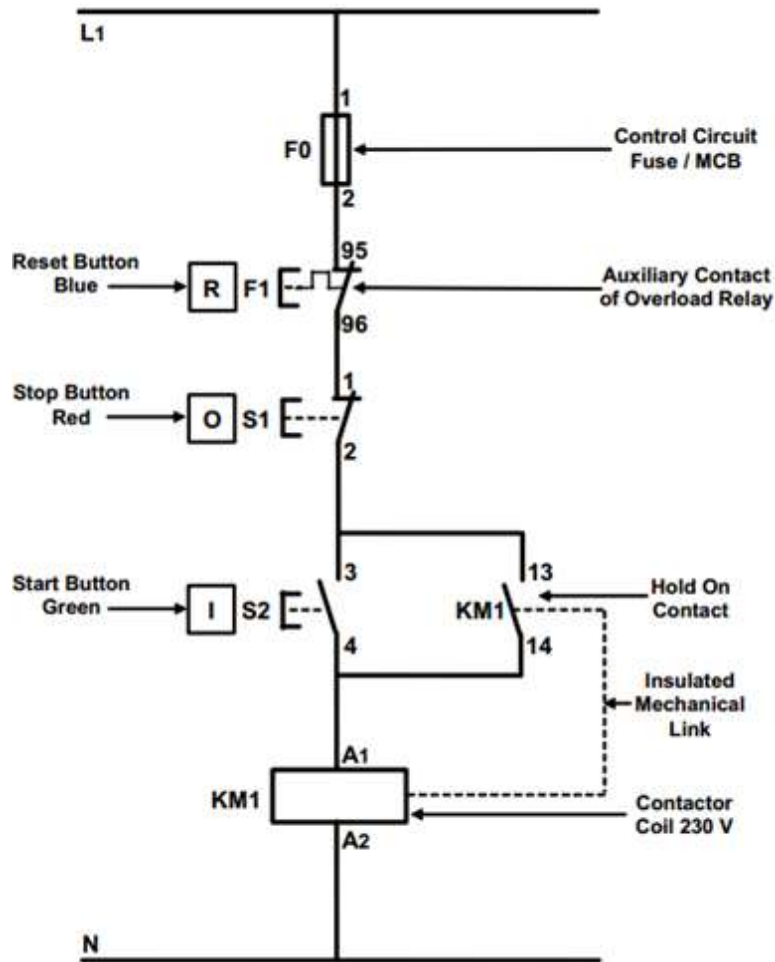 L1
1
F0
Control Circuit
Fuse / MCB
2
95
Reset Button
Blue
R
F1
Auxiliary Contact
of Overload Relay
96
1
Stop Button
Red
O
S1
2
3
13
Start Button
Green
I
S2
KM1
Hold On
Contact
4
14
Insulated
Mechanical
Link
A1
KM1
Contactor
Coil 230 V
A2
N